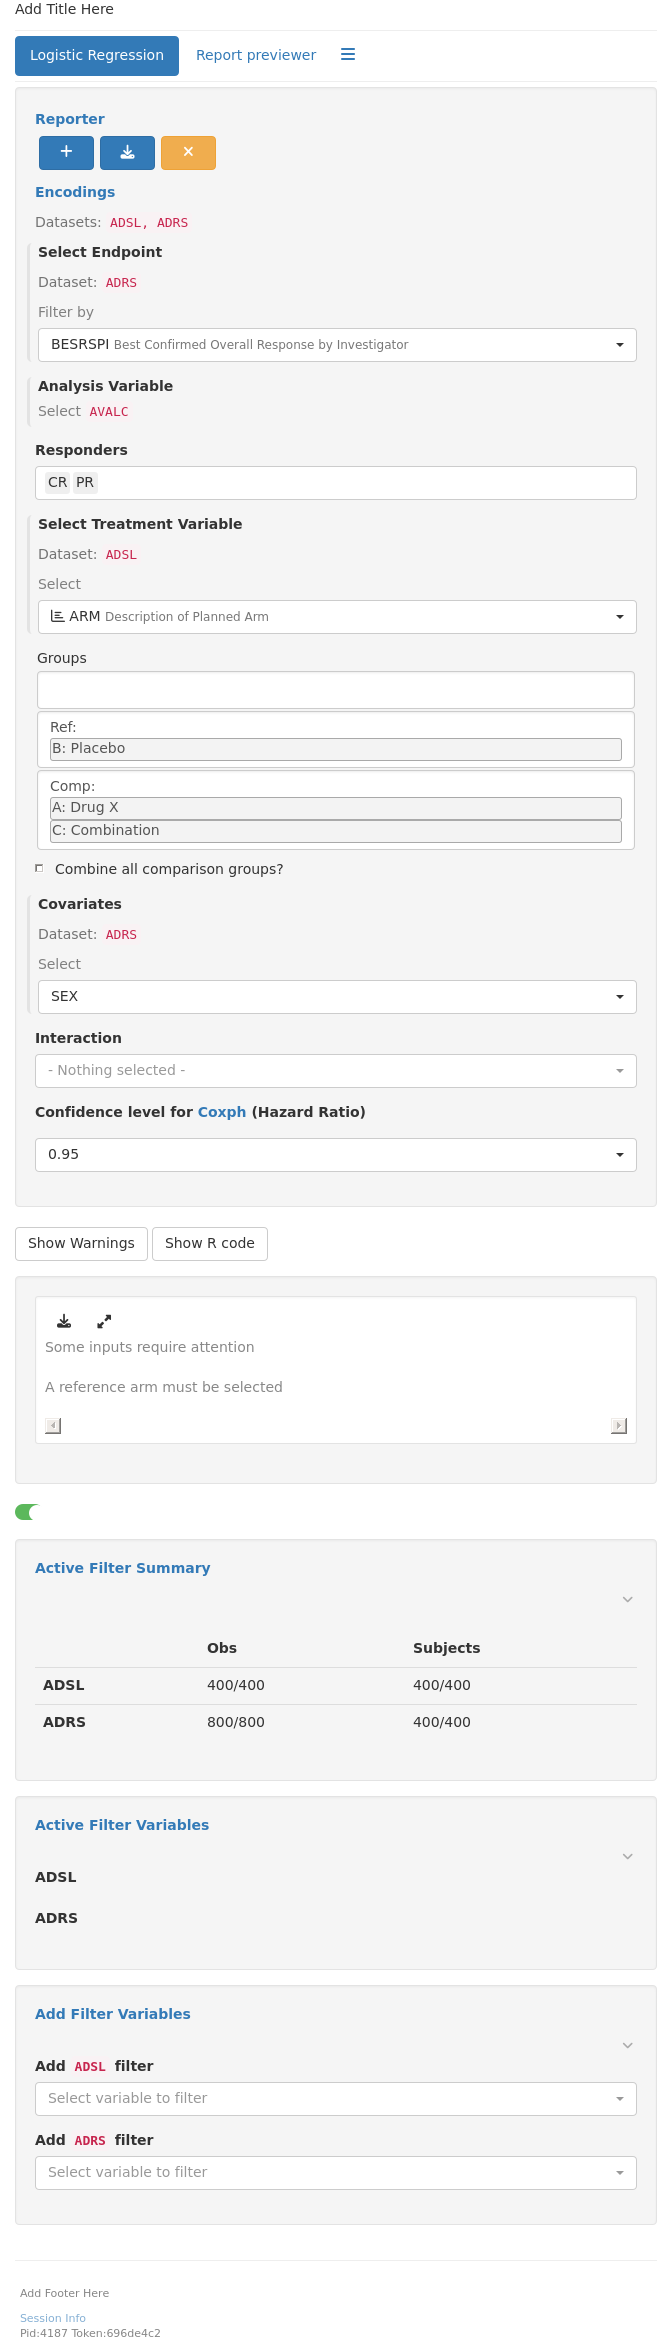 Add Title Here
Logistic Regression Report previewer
Reporter
Encodings
Datasets: ADSL, ADRS
Select Endpoint
Dataset: ADRS
Filter by
BESRSPI Best Confirmed Overall Response by Investigator
Analysis Variable
Select AVALC
Responders
CR PR
Select Treatment Variable
Dataset: ADSL
Select
ARM Description of Planned Arm
Groups
Ref:
B: Placebo
Comp:
A: Drug X
C: Combination
Combine all comparison groups?
Covariates
Dataset: ADRS
Select
SEX
Interaction
- Nothing selected -
Confidence level for Coxph (Hazard Ratio)
0.95
Show Warnings Show R code
Some inputs require attention
A reference arm must be selected
Active Filter Summary
Obs Subjects
ADSL 400/400 400/400
ADRS 800/800 400/400
Active Filter Variables
ADSL
ADRS
Add Filter Variables
Add ADSL filter
Select variable to filter
Add ADRS filter
Select variable to filter
Add Footer Here
Session Info
Pid:4187 Token:696de4c2